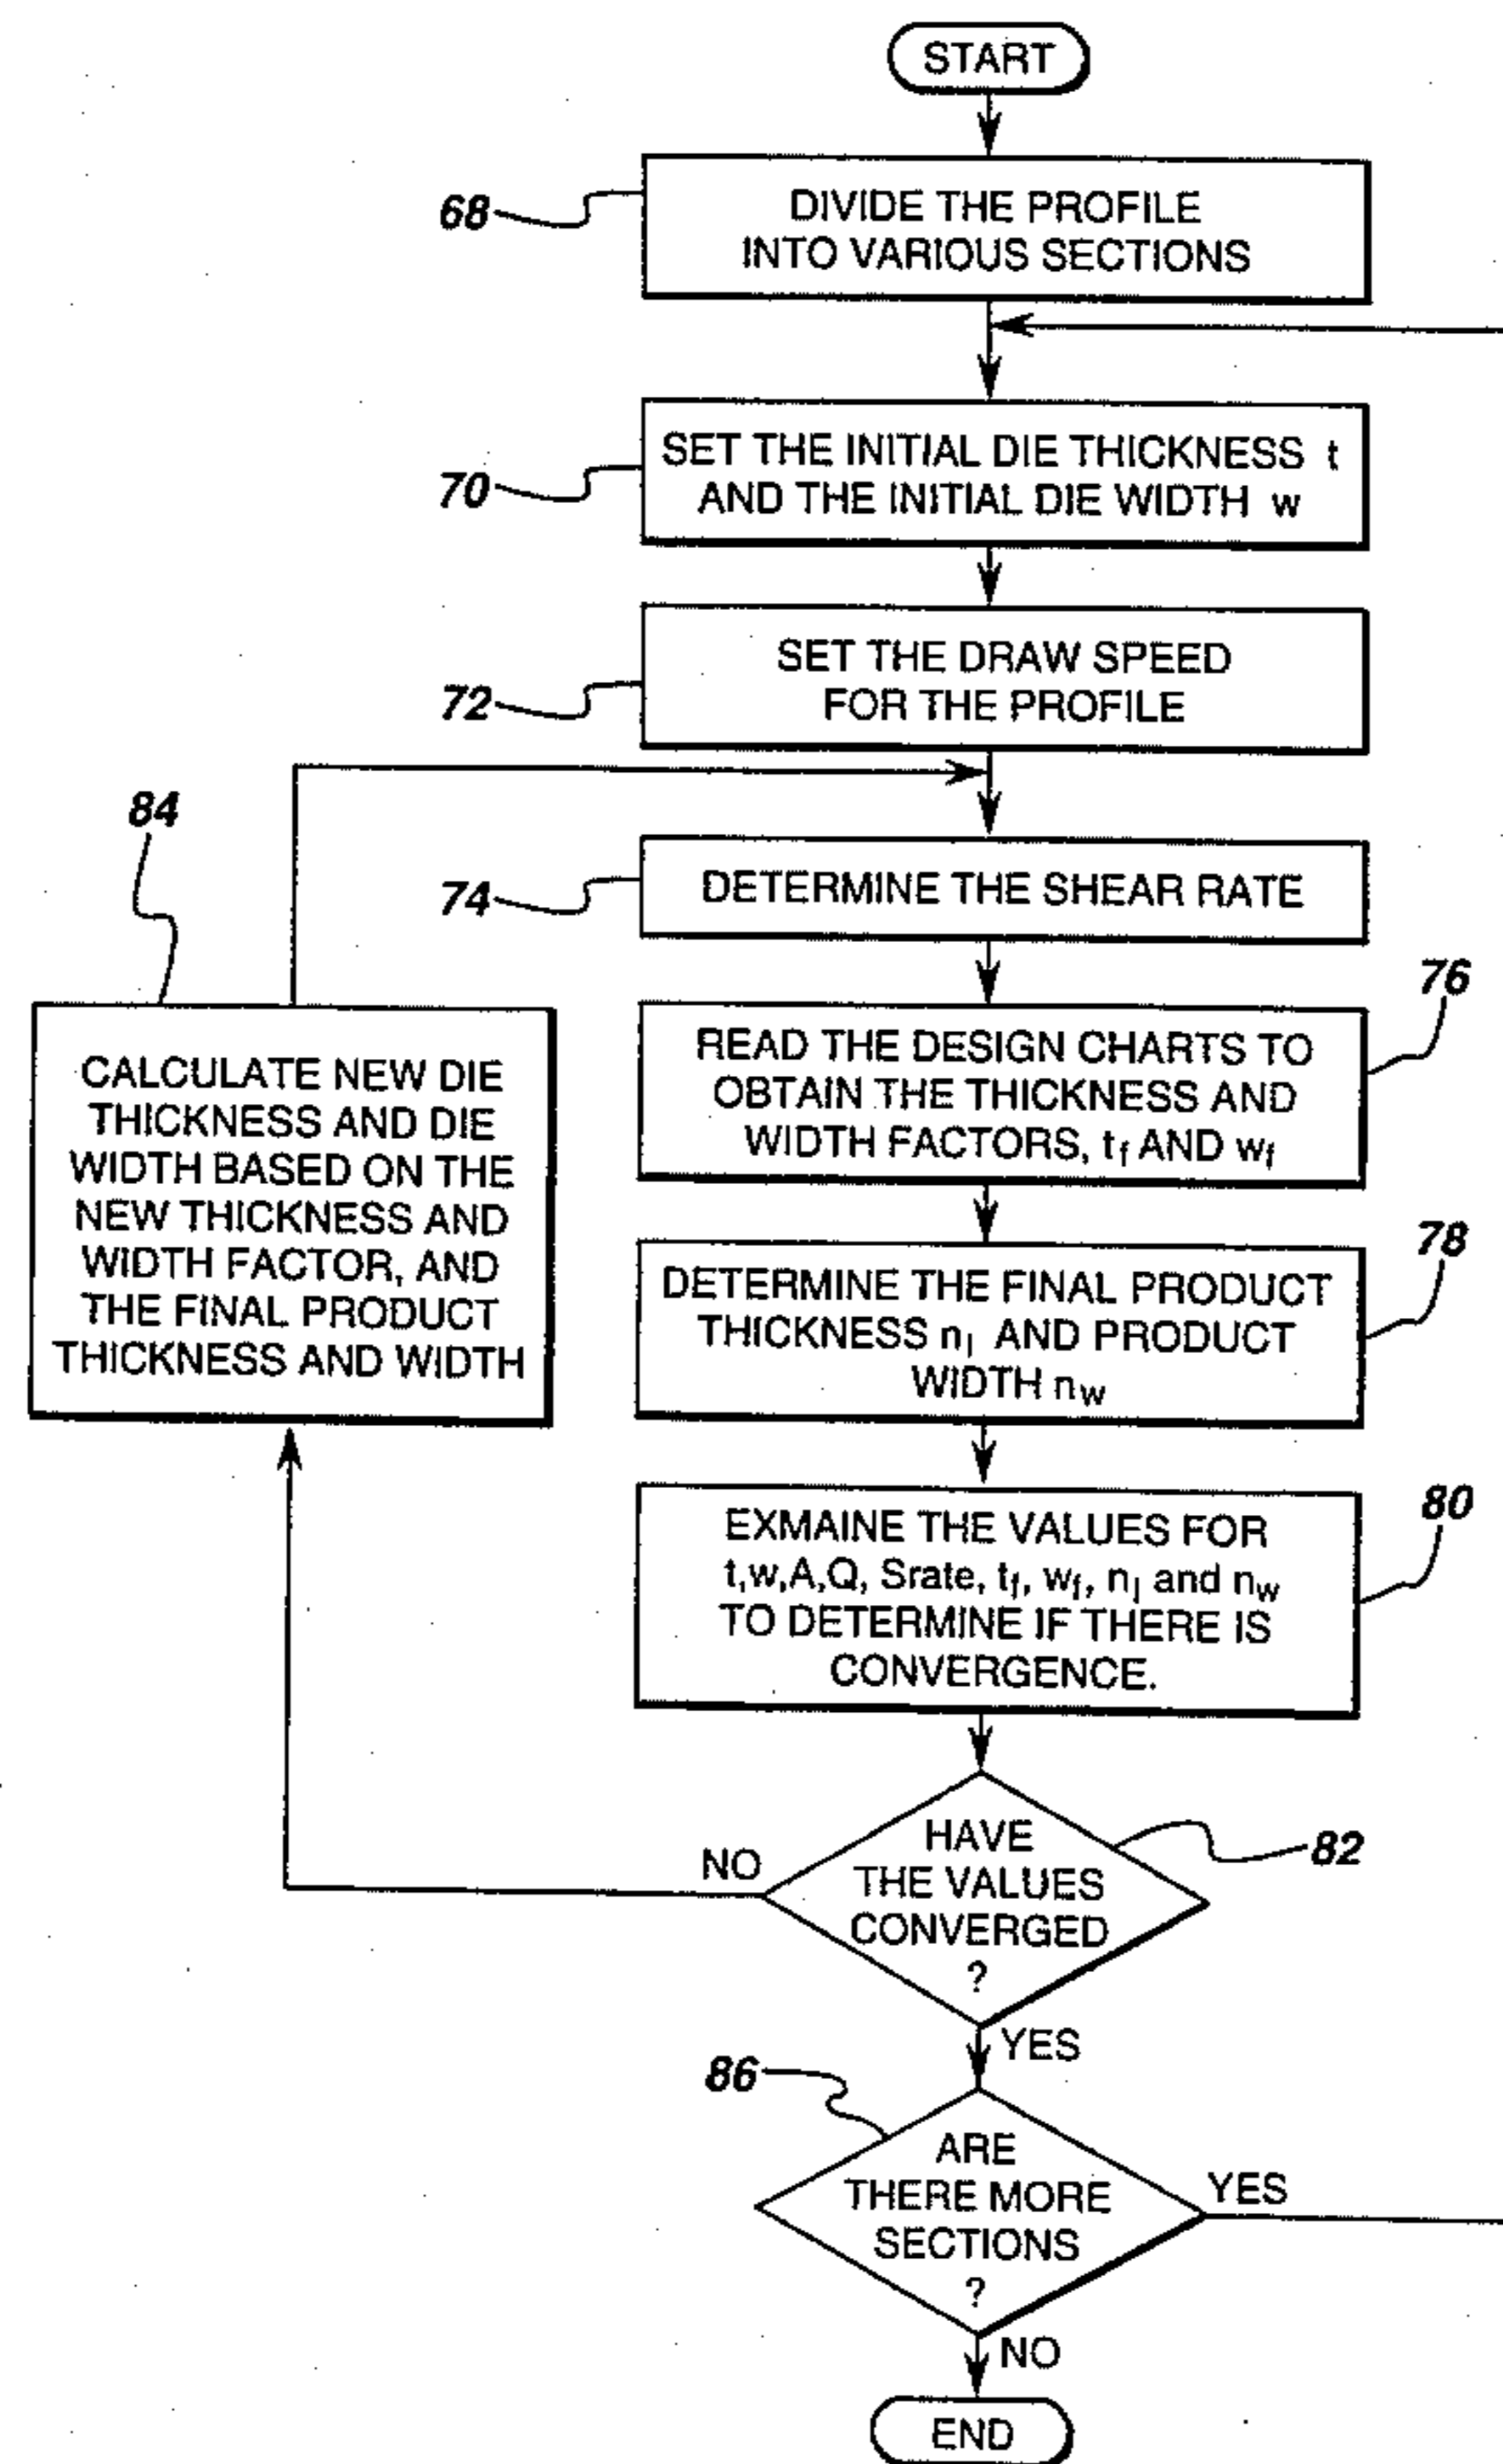 START
68
DIVIDE THE PROFILE
INTO VARIOUS SECTIONS
70
SET THE INITIAL DIE THICKNESS t
AND THE INITIAL DIE WIDTH w
72
SET THE DRAW SPEED
FOR THE PROFILE
84
74
DETERMINE THE SHEAR RATE
76
READ THE DESIGN CHARTS TO
OBTAIN THE THICKNESS AND
WIDTH FACTORS, tf AND wf
CALCULATE NEW DIE
THICKNESS AND DIE
WIDTH BASED ON THE
NEW THICKNESS AND
WIDTH FACTOR, AND
THE FINAL PRODUCT
THICKNESS AND WIDTH
78
DETERMINE THE FINAL PRODUCT
THICKNESS nl AND PRODUCT
WIDTH nw
80
EXMAINE THE VALUES FOR
t,w,A,Q, Srate, tf, wf, nl and nw
TO DETERMINE IF THERE IS
CONVERGENCE.
82
HAVE
THE VALUES
CONVERGED
?
NO
YES
86
ARE
THERE MORE
SECTIONS
?
YES
NO
END